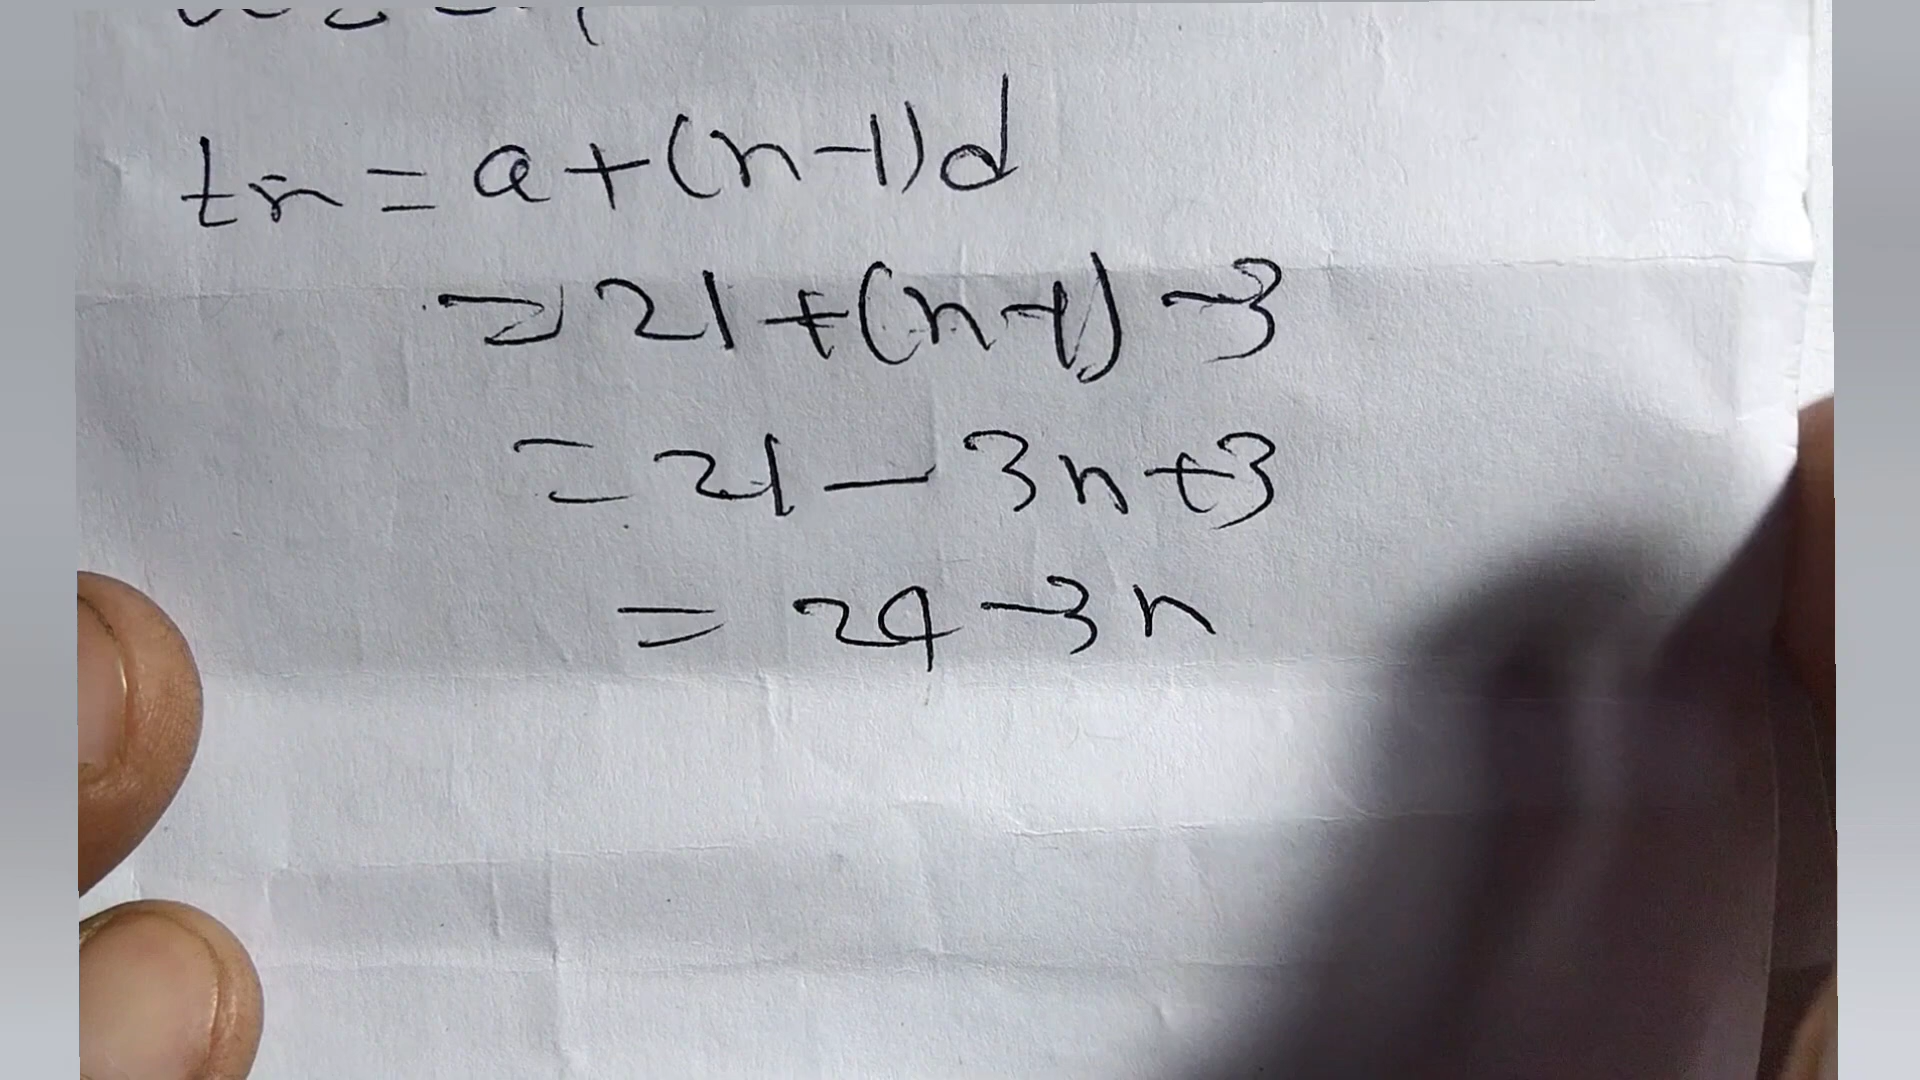 tn = a+(n-1)d
= 21+(n-1) -3
= 21 - 3n+3
= 24 -3n